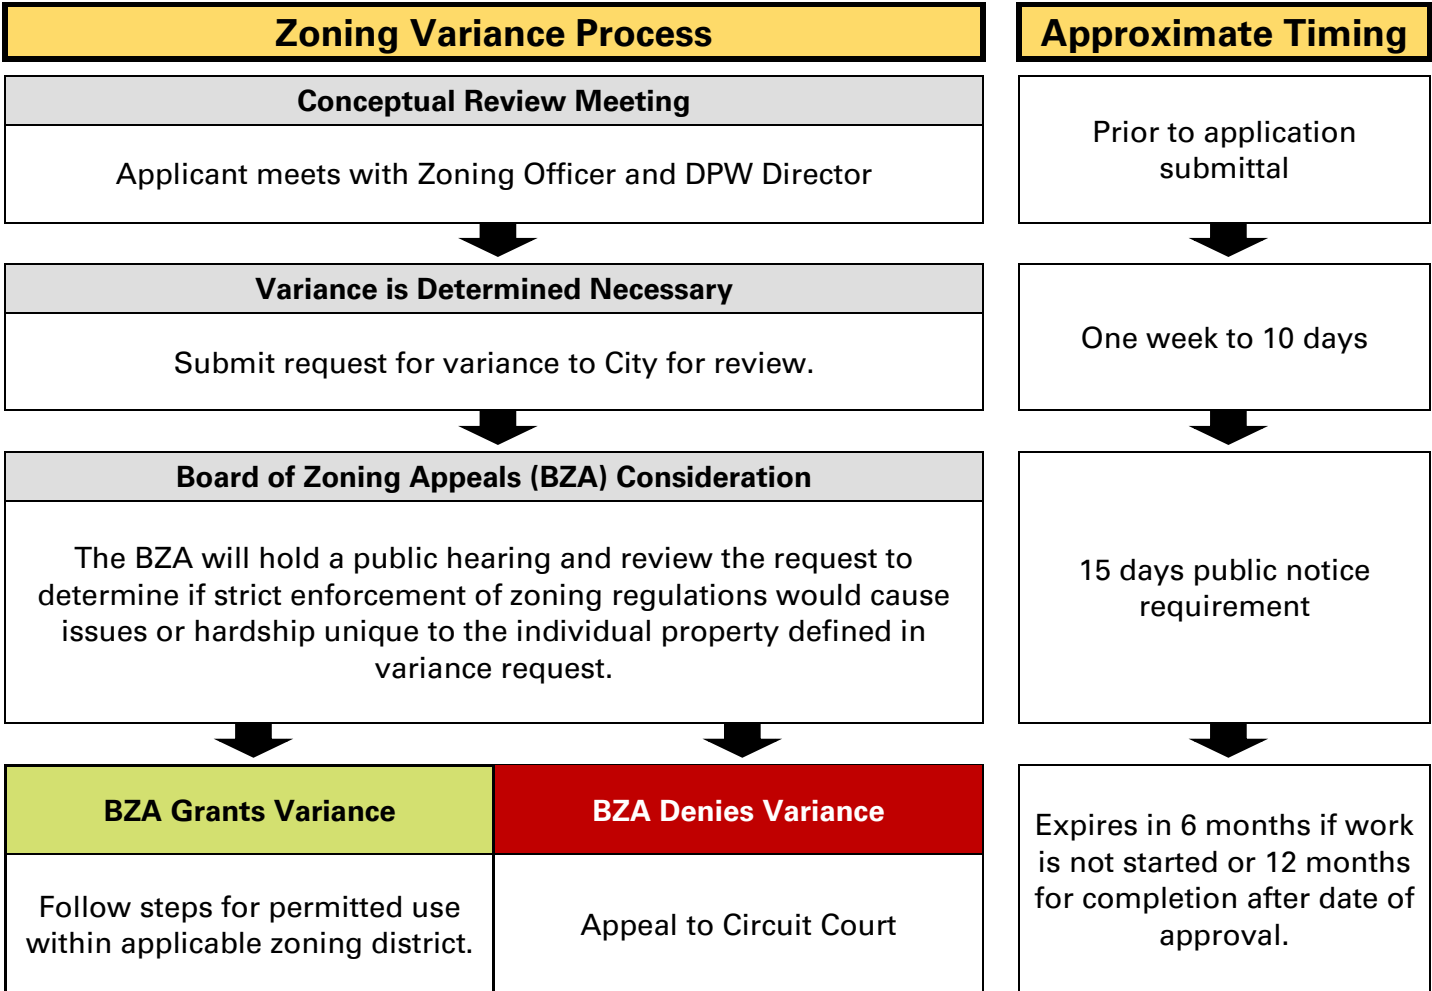 Zoning Variance Process
Approximate Timing
Conceptual Review Meeting
Applicant meets with Zoning Officer and DPW Director
Prior to application
submittal
Variance is Determined Necessary
Submit request for variance to City for review.
One week to 10 days
Board of Zoning Appeals (BZA) Consideration
The BZA will hold a public hearing and review the request to
determine if strict enforcement of zoning regulations would cause
issues or hardship unique to the individual property defined in
variance request.
15 days public notice
requirement
BZA Grants Variance
Follow steps for permitted use
within applicable zoning district.
BZA Denies Variance
Appeal to Circuit Court
Expires in 6 months if work
is not started or 12 months
for completion after date of
approval.